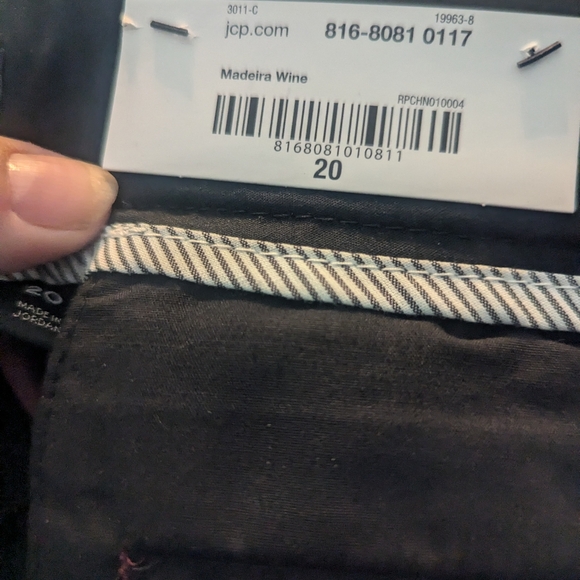 3011-C 19963-8
jcp.com 816-8081 0117
Madeira Wine
RPCHN010004
8168081010811
20
20
MADE IN
JORDAN